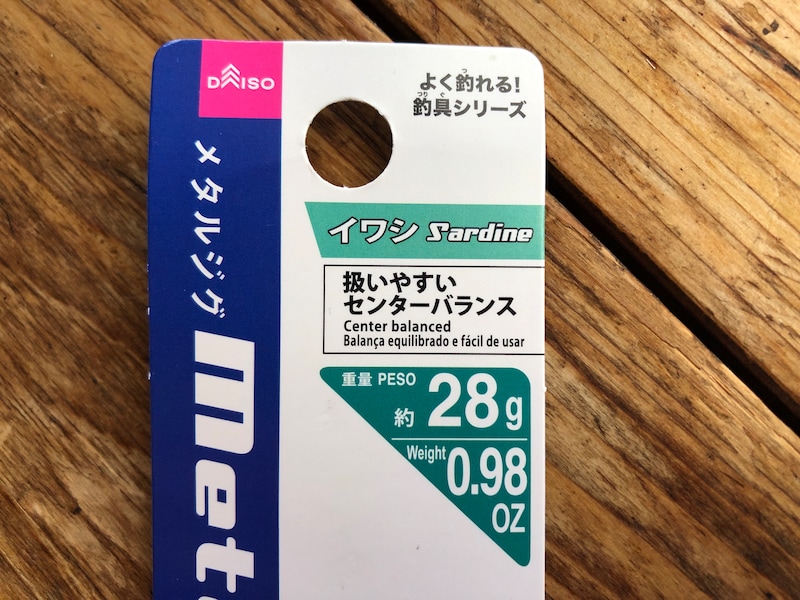 DAISO
よく釣れる!
釣具シリーズ
メタルジグ
イワシ Sardine
扱いやすい
センターバランス
Center balanced
Balança equilibrado e fácil de usar
重量 PESO
約 28g
Weight 0.98
OZ
Met